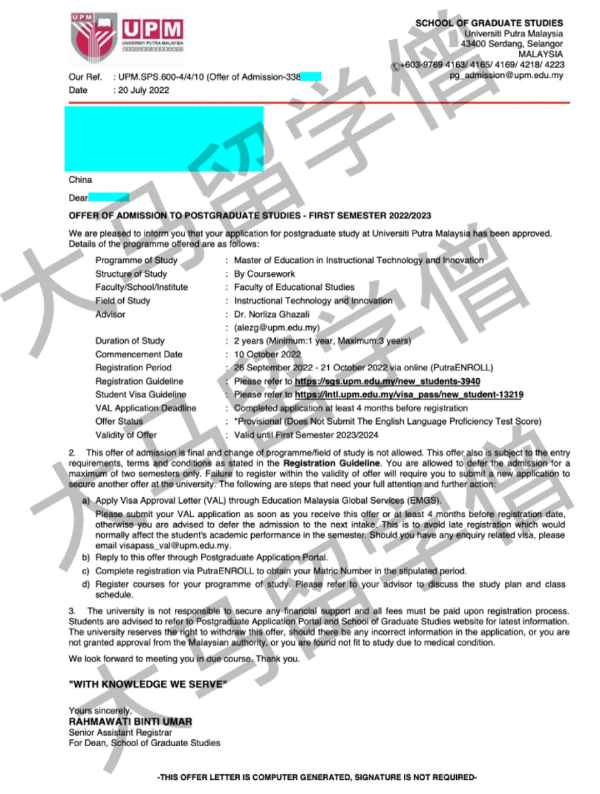 UPM
UPM
UNIVERSITI PUTRA MALAYSIA
SCHOOL OF GRADUATE STUDIES
Universiti Putra Malaysia
43400 Serdang, Selangor
MALAYSIA
✆+603-9769 4163/ 4165/ 4169/ 4218/ 4223
pg_admission@upm.edu.my
Our Ref. : UPM.SPS.600-4/4/10 (Offer of Admission-338
Date : 20 July 2022
China
Dear
OFFER OF ADMISSION TO POSTGRADUATE STUDIES - FIRST SEMESTER 2022/2023
We are pleased to inform you that your application for postgraduate study at Universiti Putra Malaysia has been approved.
Details of the programme offered are as follows:
Programme of Study : Master of Education in Instructional Technology and Innovation
Structure of Study : By Coursework
Faculty/School/Institute : Faculty of Educational Studies
Field of Study : Instructional Technology and Innovation
Advisor : Dr. Norliza Ghazali
: (alezg@upm.edu.my)
Duration of Study : 2 years (Minimum:1 year, Maximum:3 years)
Commencement Date : 10 October 2022
Registration Period : 26 September 2022 - 21 October 2022 via online (PutraENROLL)
Registration Guideline : Please refer to https://sgs.upm.edu.my/new_students-3940
Student Visa Guideline : Please refer to https://intl.upm.edu.my/visa_pass/new_student-13219
VAL Application Deadline : Completed application at least 4 months before registration
Offer Status : *Provisional (Does Not Submit The English Language Proficiency Test Score)
Validity of Offer : Valid until First Semester 2023/2024
2. This offer of admission is final and change of programme/field of study is not allowed. This offer also is subject to the entry
requirements, terms and conditions as stated in the Registration Guideline. You are allowed to defer the admission for a
maximum of two semesters only. Failure to register within the validity of offer will require you to submit a new application to
secure another offer at the university. The following are steps that need your full attention and further action:
a) Apply Visa Approval Letter (VAL) through Education Malaysia Global Services (EMGS).
Please submit your VAL application as soon as you receive this offer or at least 4 months before registration date,
otherwise you are advised to defer the admission to the next intake. This is to avoid late registration which would
normally affect the student's academic performance in the semester. Should you have any enquiry related visa, please
email visapass_val@upm.edu.my.
b) Reply to this offer through Postgraduate Application Portal.
c) Complete registration via PutraENROLL to obtain your Matric Number in the stipulated period.
d) Register courses for your programme of study. Please refer to your advisor to discuss the study plan and class
schedule.
3. The university is not responsible to secure any financial support and all fees must be paid upon registration process.
Students are advised to refer to Postgraduate Application Portal and School of Graduate Studies website for latest information.
The university reserves the right to withdraw this offer, should there be any incorrect information in the application, or you are
not granted approval from the Malaysian authority, or you are found not fit to study due to medical condition.
We look forward to meeting you in due course. Thank you.
"WITH KNOWLEDGE WE SERVE"
Yours sincerely,
RAHMAWATI BINTI UMAR
Senior Assistant Registrar
For Dean, School of Graduate Studies
-THIS OFFER LETTER IS COMPUTER GENERATED, SIGNATURE IS NOT REQUIRED-
大马留学僧
大马留学僧
大马留学僧